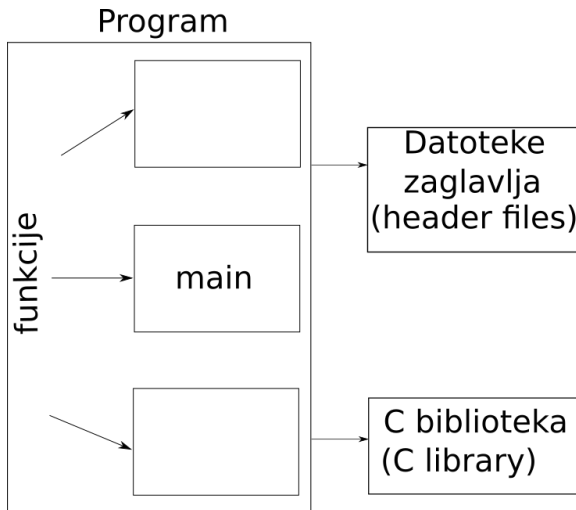 Program
funkcije
main
Datoteke
zaglavlja
(header files)
C biblioteka
(C library)